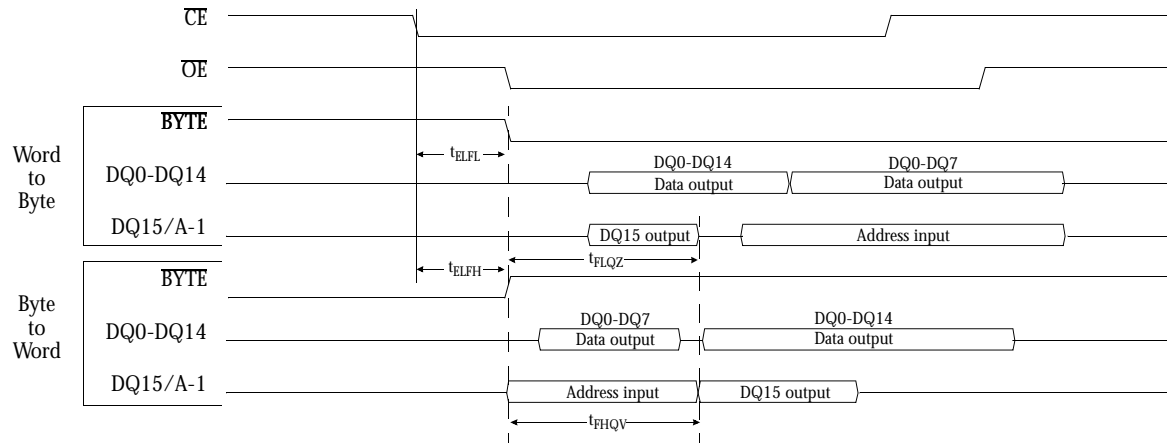 CE
OE
BYTE
Word
to
Byte
tELFL
DQ0-DQ14
DQ0-DQ14
Data output
DQ0-DQ7
Data output
DQ15/A-1
DQ15 output
Address input
tELFH
tFLQZ
BYTE
Byte
to
Word
DQ0-DQ14
DQ0-DQ7
Data output
DQ0-DQ14
Data output
DQ15/A-1
Address input
DQ15 output
tFHQV